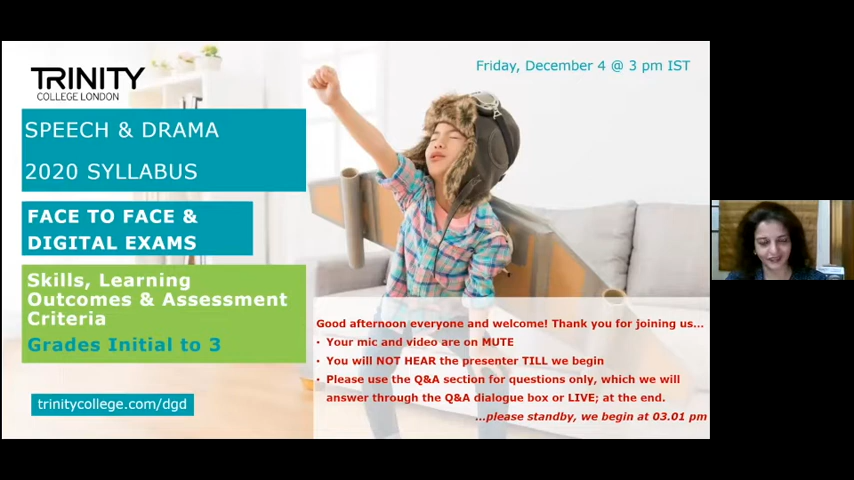 TRINITY
COLLEGE LONDON
Friday, December 4 @ 3 pm IST
SPEECH & DRAMA
2020 SYLLABUS
FACE TO FACE &
DIGITAL EXAMS
Skills, Learning
Outcomes & Assessment
Criteria
Grades Initial to 3
trinitycollege.com/dgd
Good afternoon everyone and welcome! Thank you for joining us...
• Your mic and video are on MUTE
• You will NOT HEAR the presenter TILL we begin
• Please use the Q&A section for questions only, which we will
answer through the Q&A dialogue box or LIVE; at the end.
...please standby, we begin at 03.01 pm